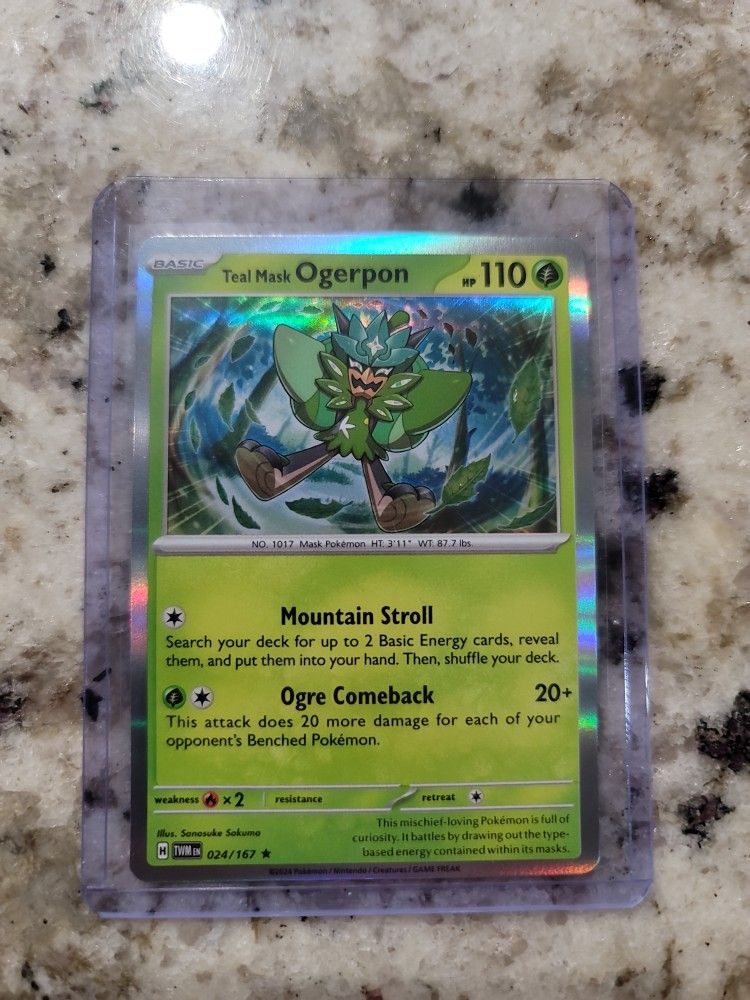 BASIC
Teal Mask Ogerpon HP 110
NO. 1017 Mask Pokémon HT: 3'11" WT: 87.7 lbs.
Mountain Stroll
Search your deck for up to 2 Basic Energy cards, reveal
them, and put them into your hand. Then, shuffle your deck.
Ogre Comeback 20+
This attack does 20 more damage for each of your
opponent's Benched Pokémon.
weakness ×2 resistance retreat
Illus. Sanosuke Sakuma
This mischief-loving Pokémon is full of
curiosity. It battles by drawing out the type-
based energy contained within its masks.
H TWM EN 024/167 ★
©2024 Pokémon / Nintendo / Creatures / GAME FREAK